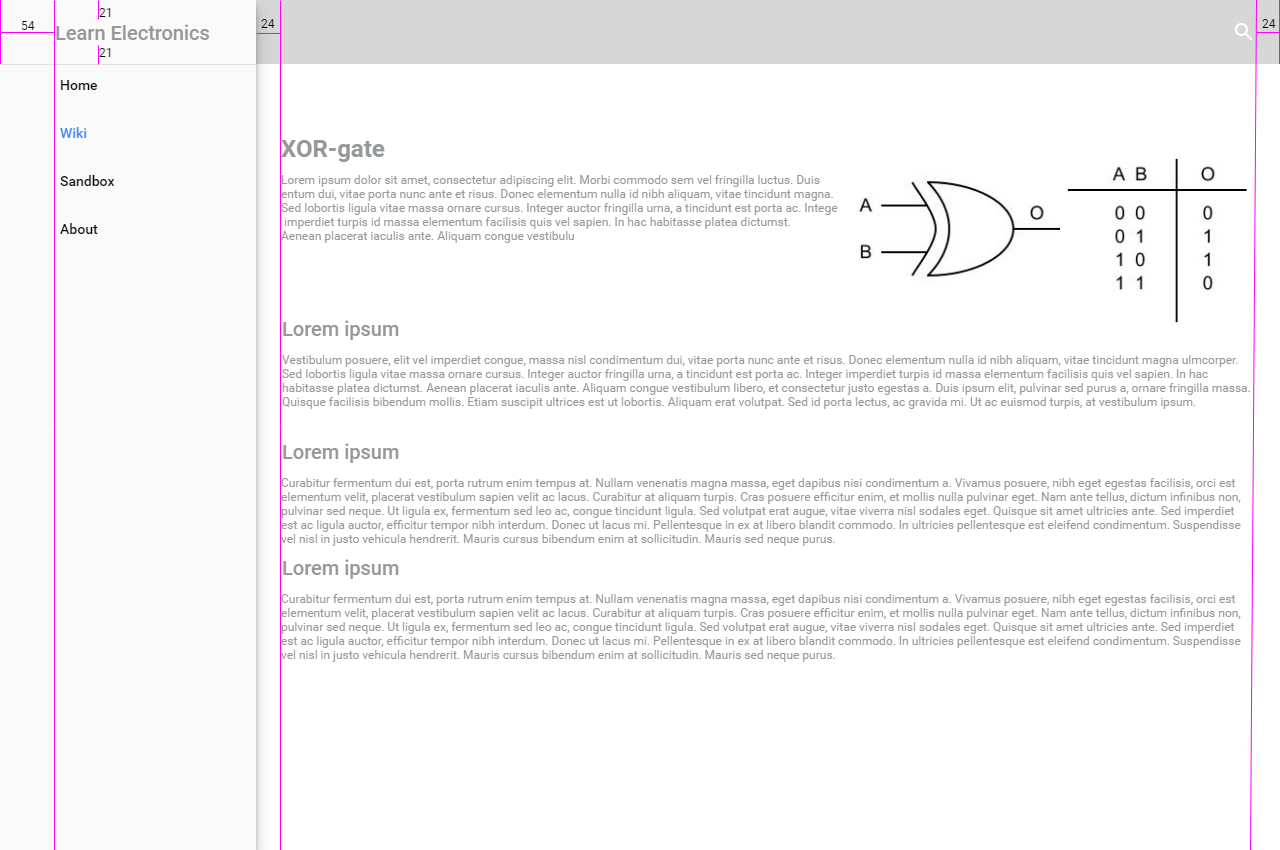 21
54
Learn Electronics
24
24
21
Home
Wiki
Sandbox
About
XOR-gate
Lorem ipsum dolor sit amet, consectetur adipiscing elit. Morbi commodo sem vel fringilla luctus. Duis
entum dui, vitae porta nunc ante et risus. Donec elementum nulla id nibh aliquam, vitae tincidunt magna.
Sed lobortis ligula vitae massa ornare cursus. Integer auctor fringilla urna, a tincidunt est porta ac. Intege
imperdiet turpis id massa elementum facilisis quis vel sapien. In hac habitasse platea dictumst.
Aenean placerat iaculis ante. Aliquam congue vestibulu
A
B
O
A B O
0 0 0
0 1 1
1 0 1
1 1 0
Lorem ipsum
Vestibulum posuere, elit vel imperdiet congue, massa nisl condimentum dui, vitae porta nunc ante et risus. Donec elementum nulla id nibh aliquam, vitae tincidunt magna ulmcorper.
Sed lobortis ligula vitae massa ornare cursus. Integer auctor fringilla urna, a tincidunt est porta ac. Integer imperdiet turpis id massa elementum facilisis quis vel sapien. In hac
habitasse platea dictumst. Aenean placerat iaculis ante. Aliquam congue vestibulum libero, et consectetur justo egestas a. Duis ipsum elit, pulvinar sed purus a, ornare fringilla massa.
Quisque facilisis bibendum mollis. Etiam suscipit ultrices est ut lobortis. Aliquam erat volutpat. Sed id porta lectus, ac gravida mi. Ut ac euismod turpis, at vestibulum ipsum.
Lorem ipsum
Curabitur fermentum dui est, porta rutrum enim tempus at. Nullam venenatis magna massa, eget dapibus nisi condimentum a. Vivamus posuere, nibh eget egestas facilisis, orci est
elementum velit, placerat vestibulum sapien velit ac lacus. Curabitur at aliquam turpis. Cras posuere efficitur enim, et mollis nulla pulvinar eget. Nam ante tellus, dictum infinibus non,
pulvinar sed neque. Ut ligula ex, fermentum sed leo ac, congue tincidunt ligula. Sed volutpat erat augue, vitae viverra nisl sodales eget. Quisque sit amet ultricies ante. Sed imperdiet
est ac ligula auctor, efficitur tempor nibh interdum. Donec ut lacus mi. Pellentesque in ex at libero blandit commodo. In ultricies pellentesque est eleifend condimentum. Suspendisse
vel nisl in justo vehicula hendrerit. Mauris cursus bibendum enim at sollicitudin. Mauris sed neque purus.
Lorem ipsum
Curabitur fermentum dui est, porta rutrum enim tempus at. Nullam venenatis magna massa, eget dapibus nisi condimentum a. Vivamus posuere, nibh eget egestas facilisis, orci est
elementum velit, placerat vestibulum sapien velit ac lacus. Curabitur at aliquam turpis. Cras posuere efficitur enim, et mollis nulla pulvinar eget. Nam ante tellus, dictum infinibus non,
pulvinar sed neque. Ut ligula ex, fermentum sed leo ac, congue tincidunt ligula. Sed volutpat erat augue, vitae viverra nisl sodales eget. Quisque sit amet ultricies ante. Sed imperdiet
est ac ligula auctor, efficitur tempor nibh interdum. Donec ut lacus mi. Pellentesque in ex at libero blandit commodo. In ultricies pellentesque est eleifend condimentum. Suspendisse
vel nisl in justo vehicula hendrerit. Mauris cursus bibendum enim at sollicitudin. Mauris sed neque purus.